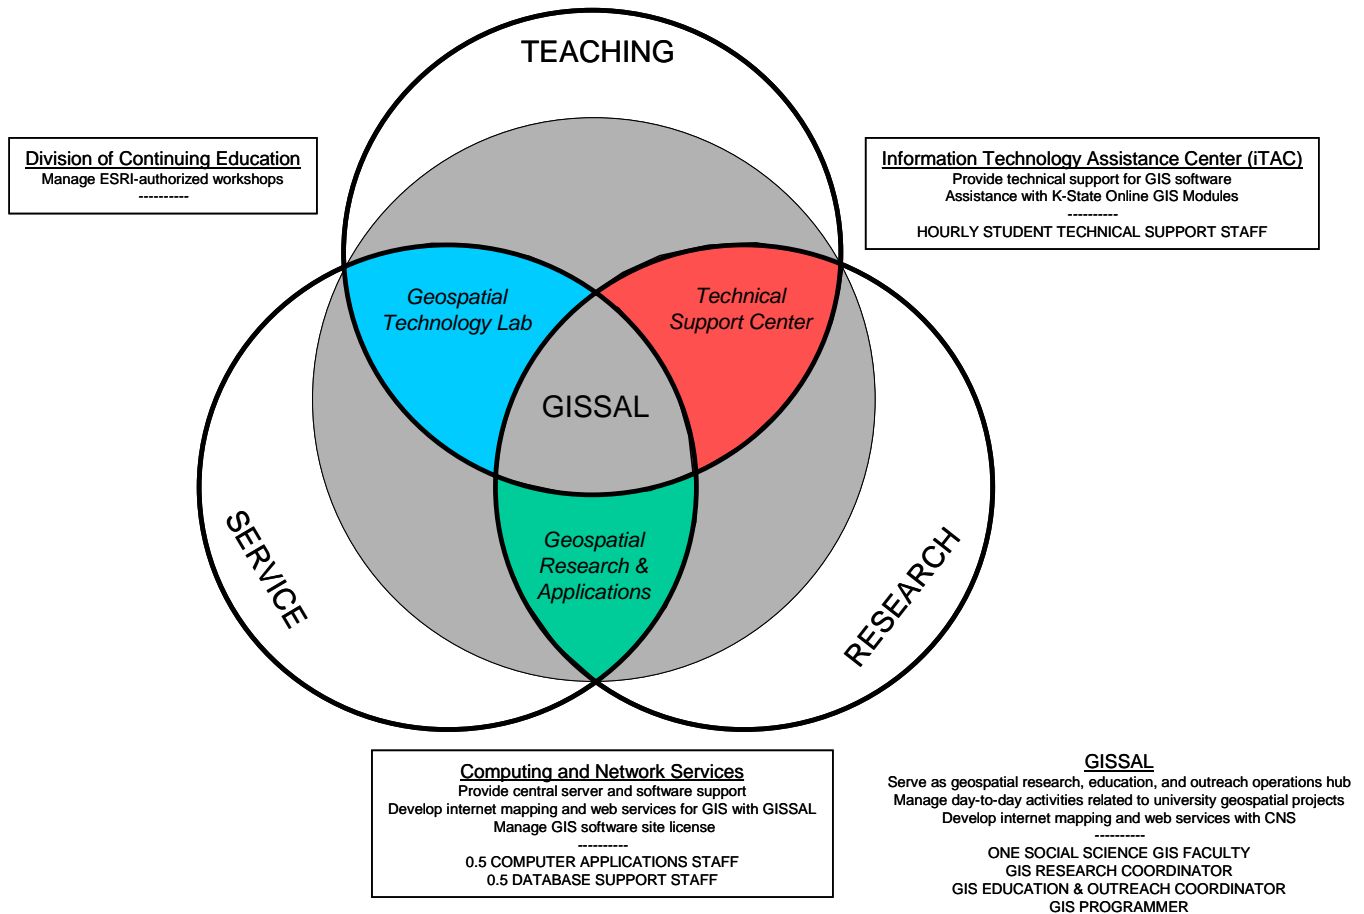 TEACHING
Division of Continuing Education
Manage ESRI-authorized workshops
----------
Information Technology Assistance Center (iTAC)
Provide technical support for GIS software
Assistance with K-State Online GIS Modules
----------
HOURLY STUDENT TECHNICAL SUPPORT STAFF
Geospatial
Technology Lab
Technical
Support Center
GISSAL
Geospatial
Research &
Applications
SERVICE
RESEARCH
Computing and Network Services
Provide central server and software support
Develop internet mapping and web services for GIS with GISSAL
Manage GIS software site license
----------
0.5 COMPUTER APPLICATIONS STAFF
0.5 DATABASE SUPPORT STAFF
GISSAL
Serve as geospatial research, education, and outreach operations hub
Manage day-to-day activities related to university geospatial projects
Develop internet mapping and web services with CNS
----------
ONE SOCIAL SCIENCE GIS FACULTY
GIS RESEARCH COORDINATOR
GIS EDUCATION & OUTREACH COORDINATOR
GIS PROGRAMMER